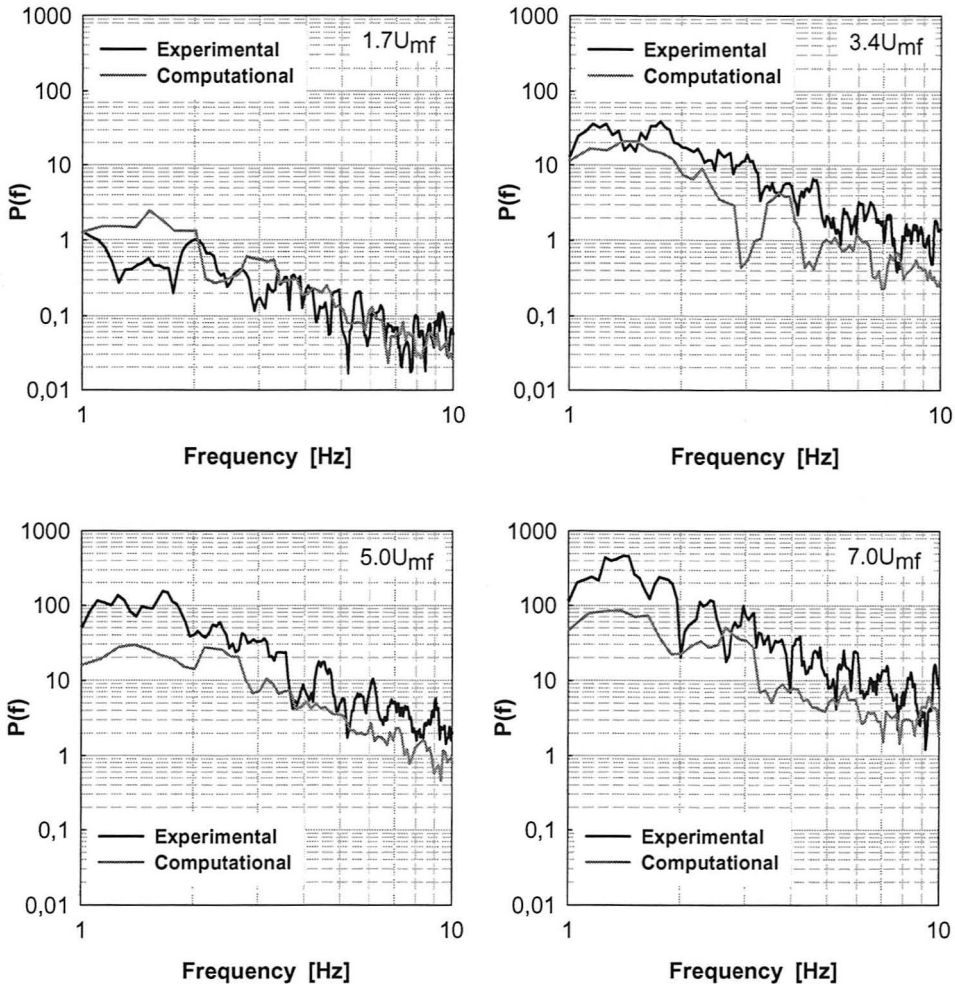 1000
100
10
1
0,1
0,01
P(f)
Experimental
Computational
1.7Umf
1
10
Frequency [Hz]
1000
100
10
1
0,1
0,01
P(f)
Experimental
Computational
3.4Umf
1
10
Frequency [Hz]
1000
100
10
1
0,1
0,01
P(f)
5.0Umf
Experimental
Computational
1
10
Frequency [Hz]
1000
100
10
1
0,1
0,01
P(f)
7.0Umf
Experimental
Computational
1
10
Frequency [Hz]